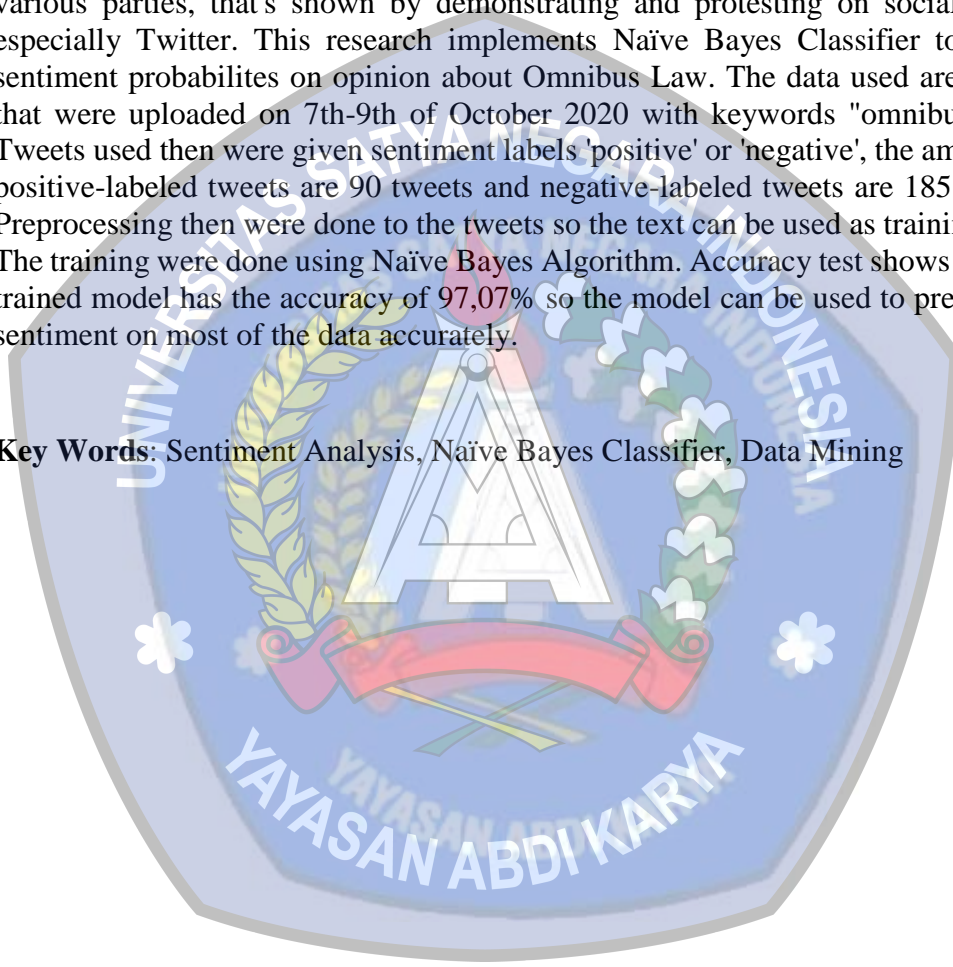 various parties, that's shown by demonstrating and protesting on social
especially Twitter. This research implements Naïve Bayes Classifier to
sentiment probabilites on opinion about Omnibus Law. The data used are
that were uploaded on 7th-9th of October 2020 with keywords "omnibu
Tweets used then were given sentiment labels 'positive' or 'negative', the am
positive-labeled tweets are 90 tweets and negative-labeled tweets are 185
Preprocessing then were done to the tweets so the text can be used as traini
The training were done using Naïve Bayes Algorithm. Accuracy test shows
trained model has the accuracy of 97,07% so the model can be used to pre
sentiment on most of the data accurately.
Key Words: Sentiment Analysis, Naïve Bayes Classifier, Data Mining
UNIVERSITAS SATYA NEGARA INDONESIA
YAYASAN ABDI KARYA